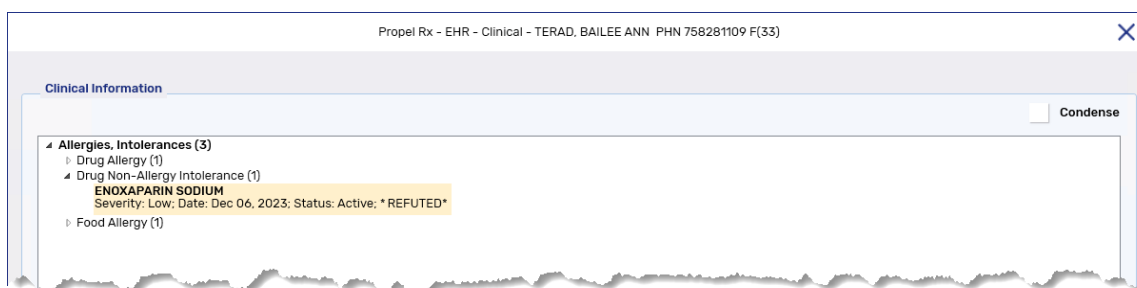 Propel Rx - EHR - Clinical - TERAD, BAILEE ANN  PHN 758281109 F(33)
Clinical Information
Condense
Allergies, Intolerances (3)
Drug Allergy (1)
Drug Non-Allergy Intolerance (1)
ENOXAPARIN SODIUM
Severity: Low; Date: Dec 06, 2023; Status: Active; *REFUTED*
Food Allergy (1)